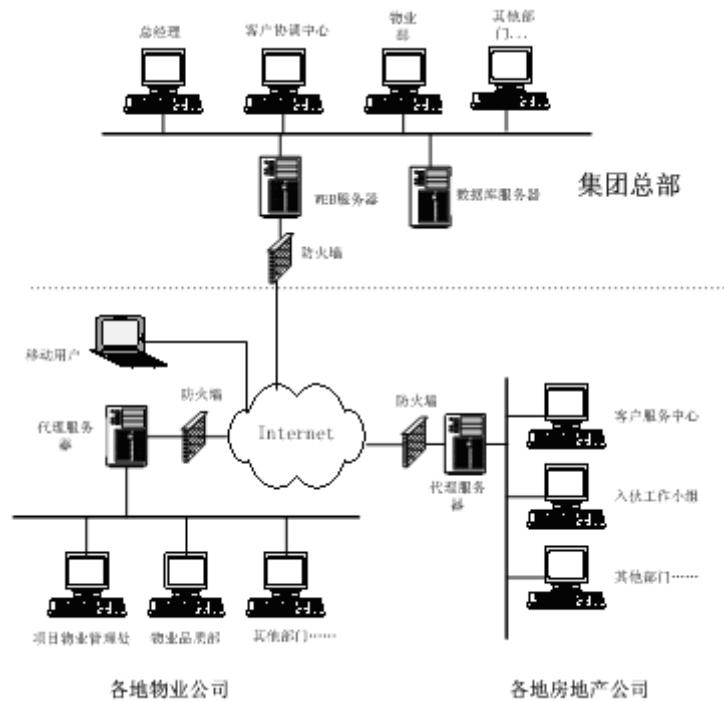 总经理
客户协调中心
物业
部
其他部
门...
WEB服务器
数据库服务器
集团总部
防火墙
移动用户
防火墙
代理服务
器
Internet
防火墙
代理服务
器
客户服务中心
入伙工作小组
其他部门……
项目物业管理处
物业品质部
其他部门……
各地物业公司
各地房地产公司